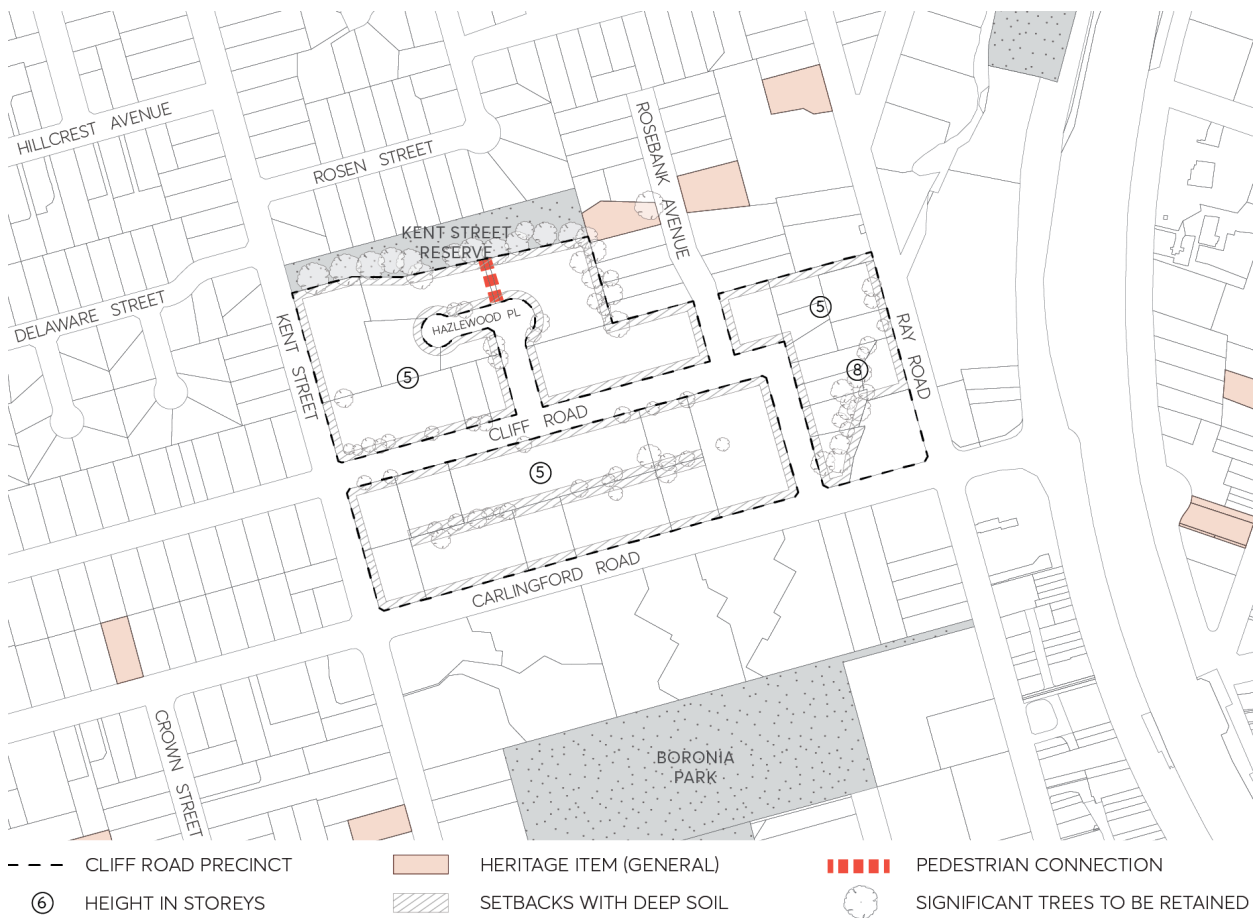 HILLCREST AVENUE
ROSEN STREET
ROSEBANK AVENUE
KENT STREET
RESERVE
DELAWARE STREET
KENT STREET
HAZLEWOOD PL
RAY ROAD
5
5
8
CLIFF ROAD
5
CARLINGFORD ROAD
CROWN STREET
BORONIA
PARK
CLIFF ROAD PRECINCT
HERITAGE ITEM (GENERAL)
PEDESTRIAN CONNECTION
6 HEIGHT IN STOREYS
SETBACKS WITH DEEP SOIL
SIGNIFICANT TREES TO BE RETAINED